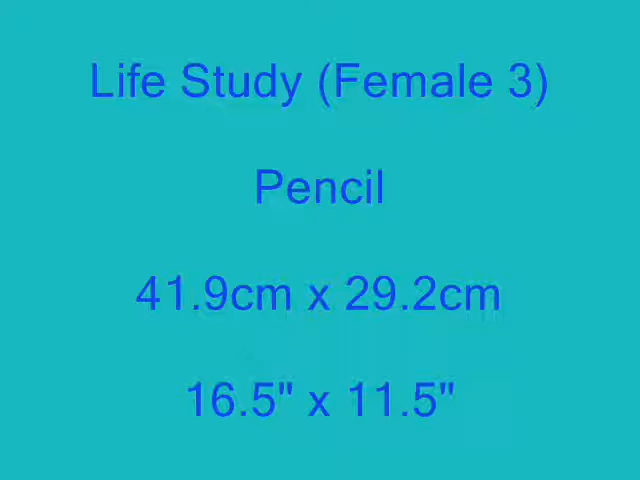 Life Study (Female 3)
Pencil
41.9cm x 29.2cm
16.5" x 11.5"